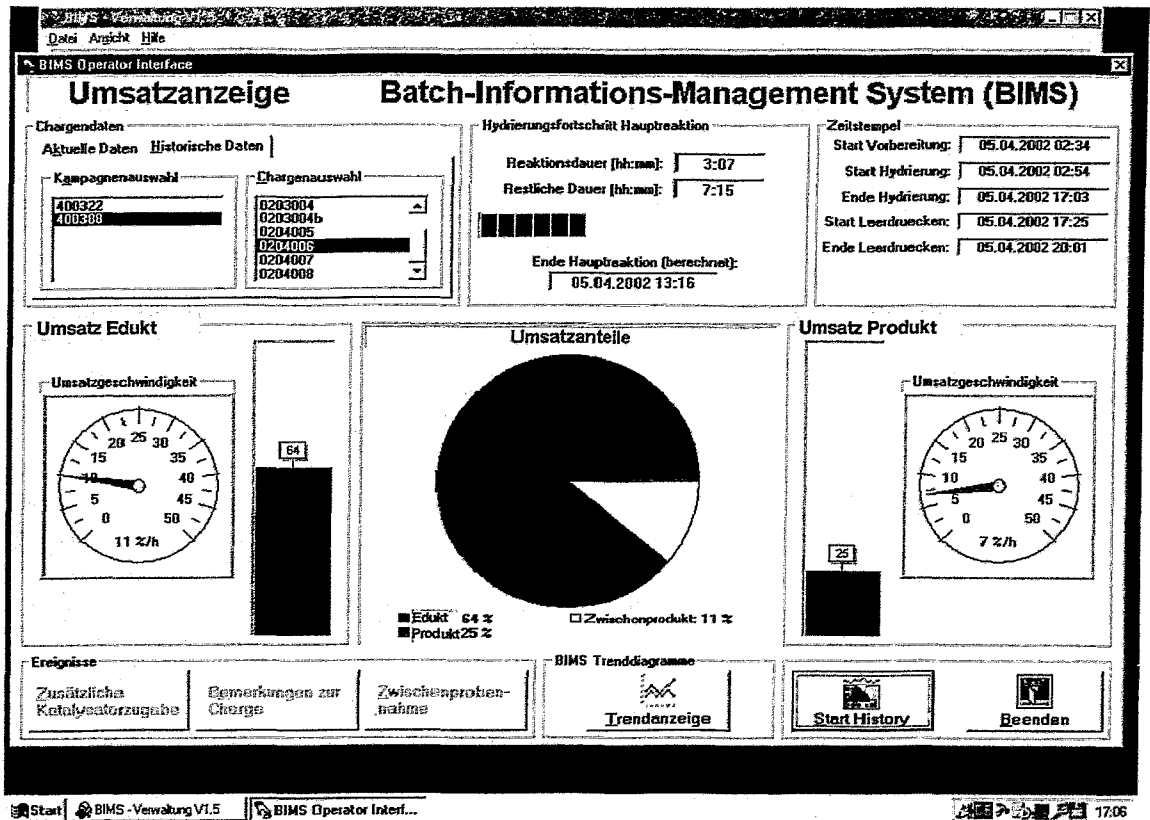 BIMS - Verwaltung V1.5
Datei Ansicht Hilfe
BIMS Operator Interface
Umsatzanzeige Batch-Informations-Management System (BIMS)
Chargendaten
Aktuelle Daten Historische Daten
Kampagnenauswahl
400322
400388
Chargenauswahl
0203004
0203004b
0204005
0204006
0204007
0204008
Hydrierungsfortschritt Hauptreaktion
Reaktionsdauer [hh:mm]: 3:07
Restliche Dauer [hh:mm]: 7:15
Ende Hauptreaktion (berechnet):
05.04.2002 13:16
Zeitstempel
Start Vorbereitung: 05.04.2002 02:34
Start Hydrierung: 05.04.2002 02:54
Ende Hydrierung: 05.04.2002 17:03
Start Leerdruecken: 05.04.2002 17:25
Ende Leerdruecken: 05.04.2002 20:01
Umsatz Edukt
Umsatzgeschwindigkeit
0 5 10 15 20 25 30 35 40 45 50
11 %/h
64
Umsatzanteile
Edukt 64 %
Produkt 25 %
Zwischenprodukt: 11 %
Umsatz Produkt
25
Umsatzgeschwindigkeit
0 5 10 15 20 25 30 35 40 45 50
7 %/h
Ereignisse
Zusätzliche
Katalysatorzugabe
Bemerkungen zur
Charge
Zwischenproben-
nahme
BIMS Trenddiagramme
Trendanzeige
Start History
Beenden
Start BIMS - Verwaltung V1.5 BIMS Operator Interf... 17:06